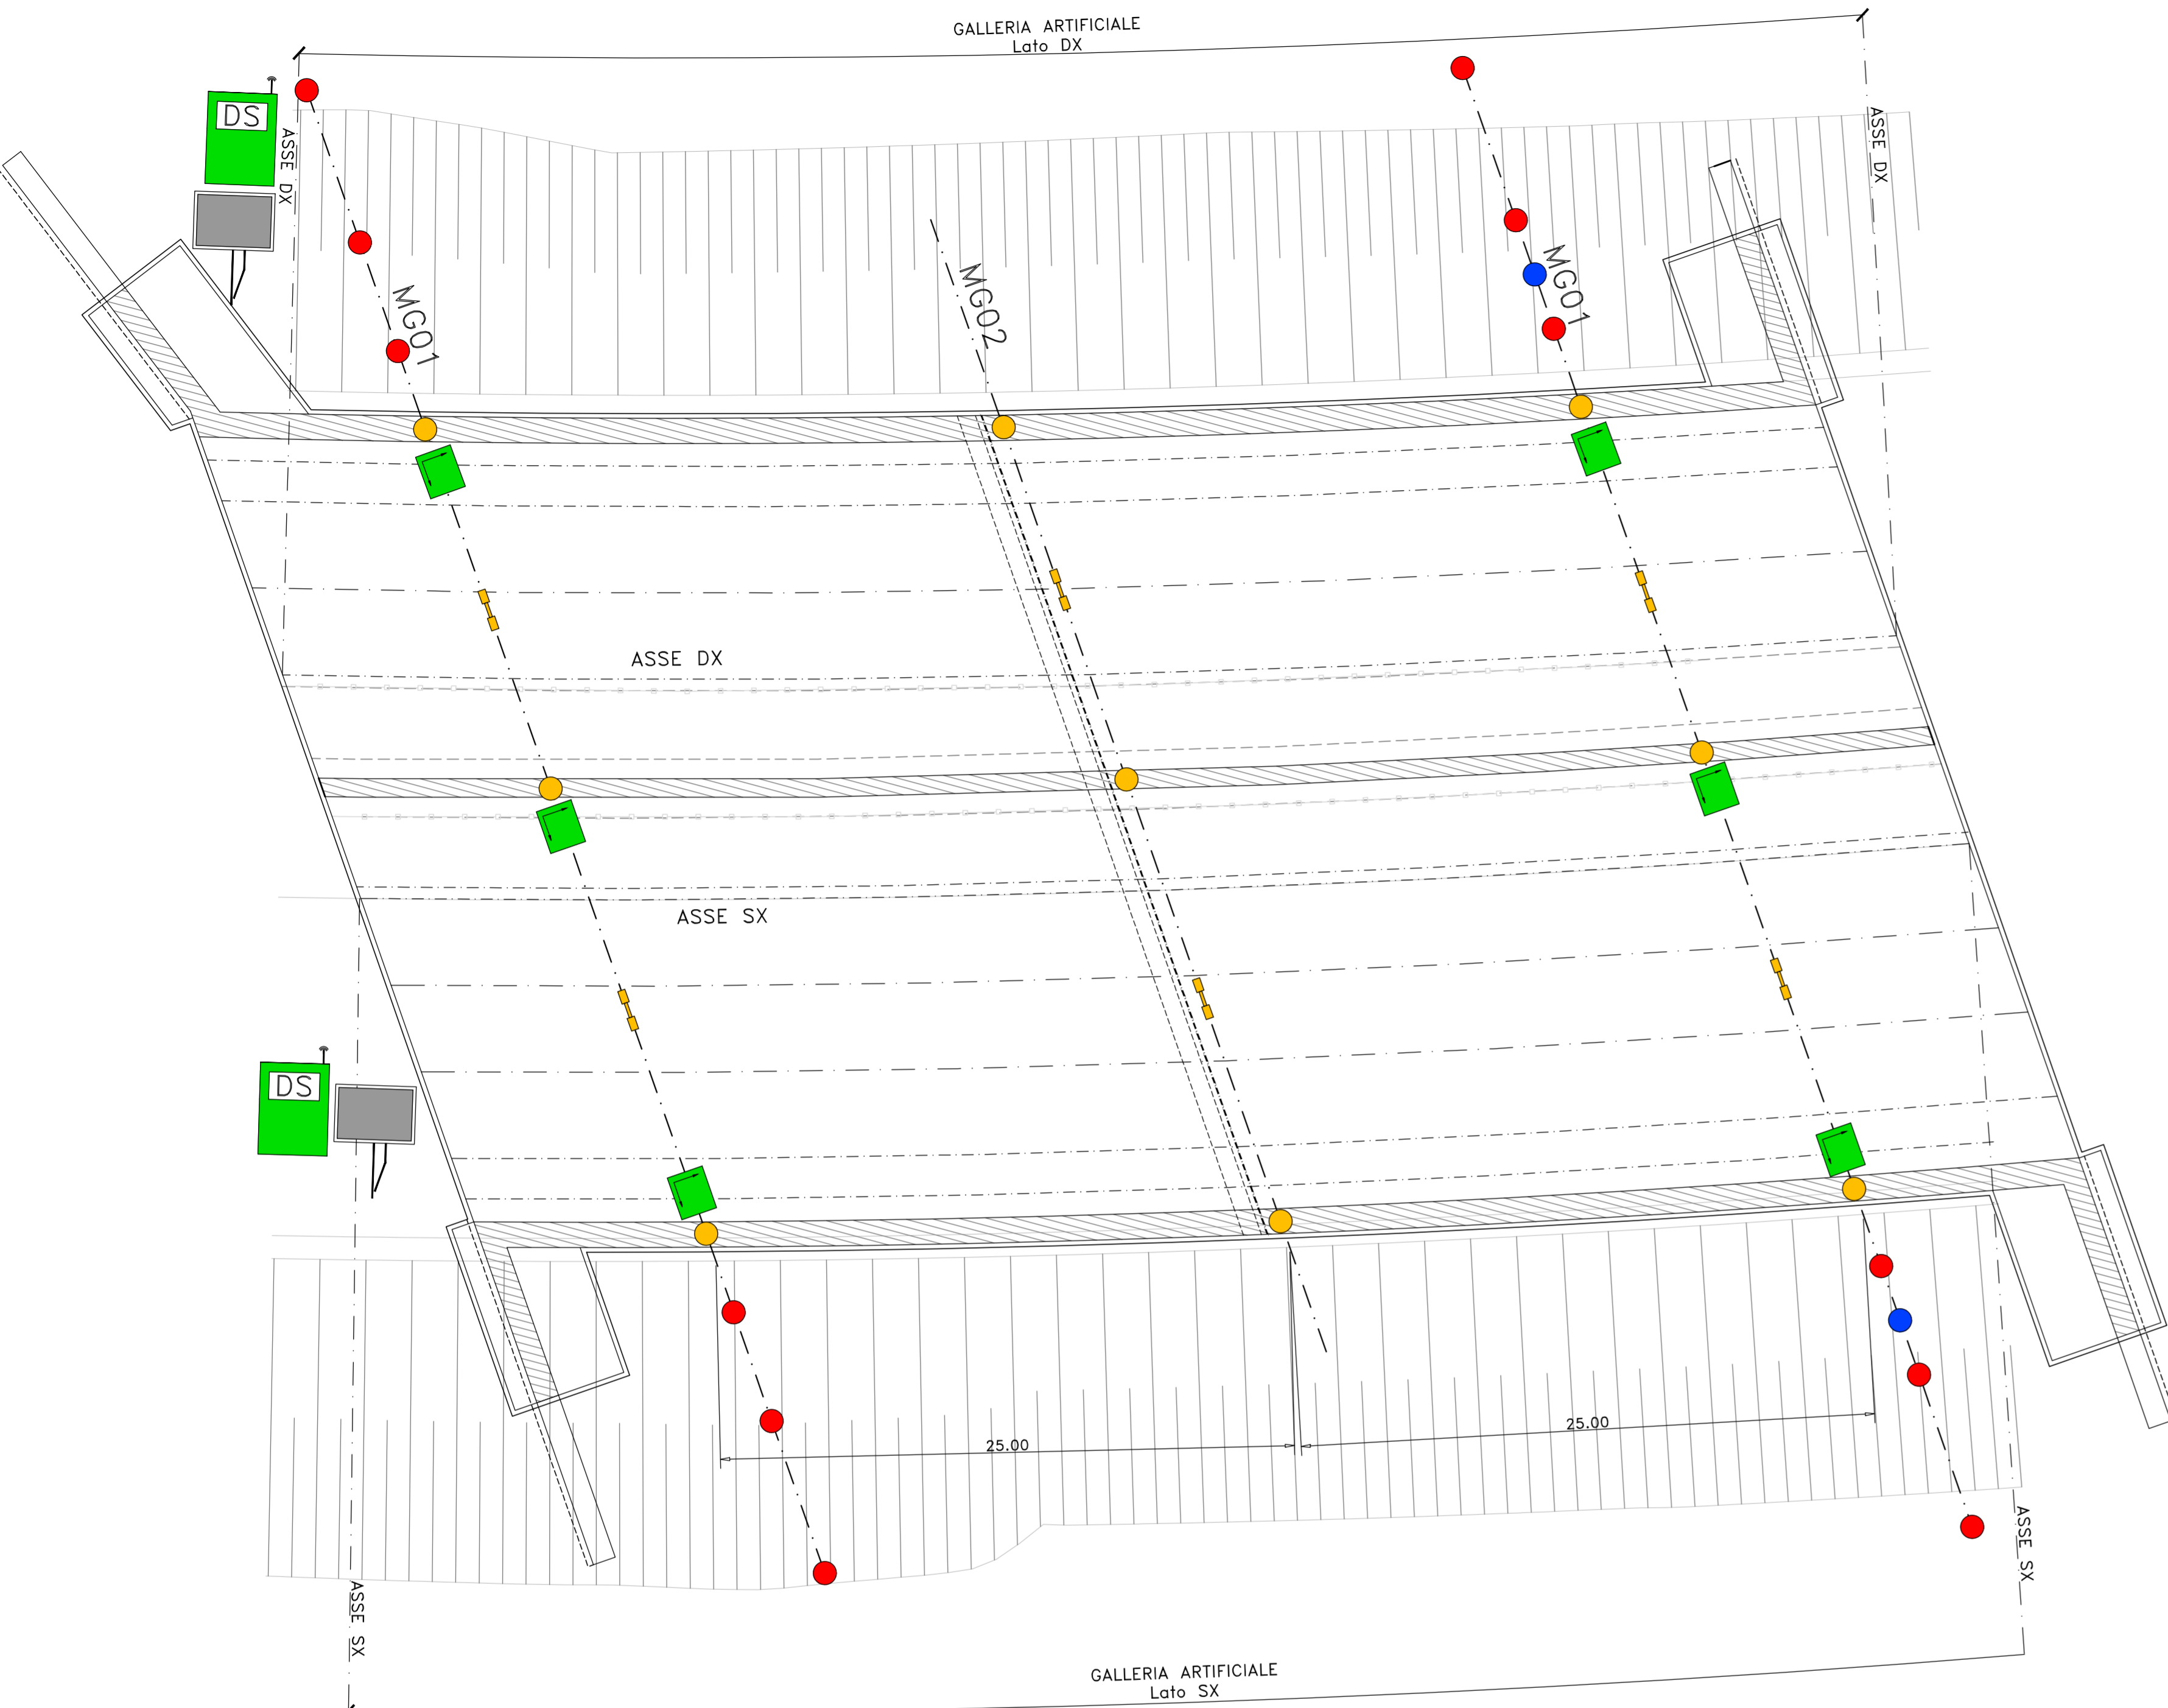 GALLERIA ARTIFICIALE
Lato DX
DS
ASSE DX
ASSE DX
MG01
MG02
MG01
ASSE DX
ASSE SX
DS
25.00
25.00
ASSE SX
ASSE SX
GALLERIA ARTIFICIALE
Lato SX